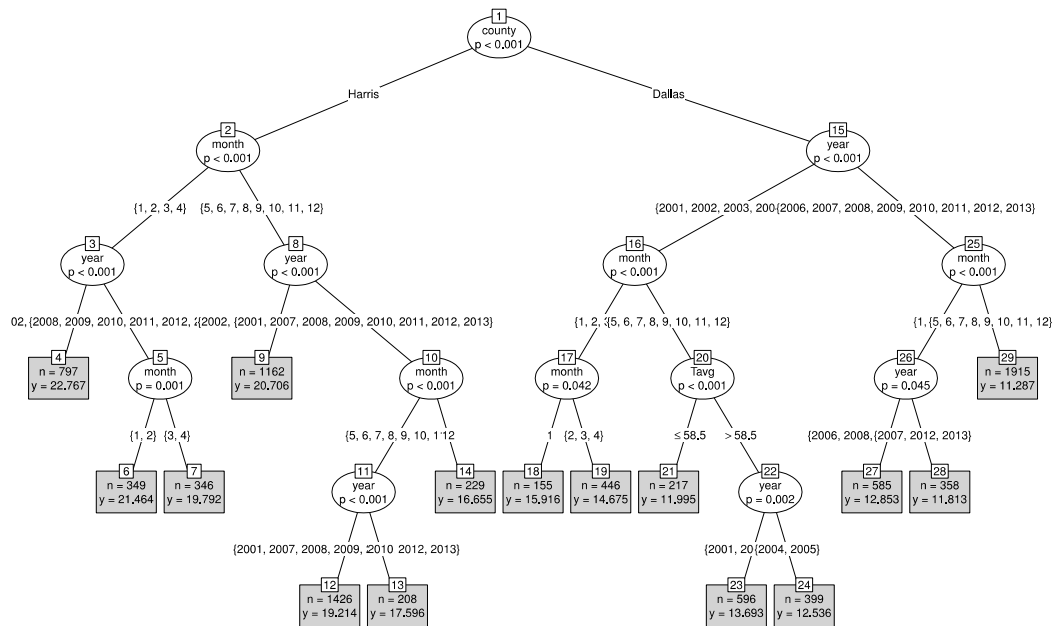 1
county
p < 0.001
Harris
Dallas
2
month
p < 0.001
15
year
p < 0.001
{1, 2, 3, 4}
{5, 6, 7, 8, 9, 10, 11, 12}
{2001, 2002, 2003, 200
{2006, 2007, 2008, 2009, 2010, 2011, 2012, 2013}
3
year
p < 0.001
8
year
p < 0.001
16
month
p < 0.001
25
month
p < 0.001
02,
{2008, 2009, 2010, 2011, 2012,
{2002,
{2001, 2007, 2008, 2009, 2010, 2011, 2012, 2013}
{1, 2,
{5, 6, 7, 8, 9, 10, 11, 12}
{1,
{5, 6, 7, 8, 9, 10, 11, 12}
4
n = 797
y = 22.767
5
month
p = 0.001
9
n = 1162
y = 20.706
10
month
p < 0.001
17
month
p = 0.042
20
Tavg
p < 0.001
26
year
p = 0.045
29
n = 1915
y = 11.287
{1, 2}
{3, 4}
{5, 6, 7, 8, 9, 10, 1
12
1
{2, 3, 4}
≤ 58.5
> 58.5
{2006, 2008,
{2007, 2012, 2013}
6
n = 349
y = 21.464
7
n = 346
y = 19.792
11
year
p < 0.001
14
n = 229
y = 16.655
18
n = 155
y = 15.916
19
n = 446
y = 14.675
21
n = 217
y = 11.995
22
year
p = 0.002
27
n = 585
y = 12.853
28
n = 358
y = 11.813
{2001, 2007, 2008, 2009,
2010
2012, 2013}
{2001, 20
{2004, 2005}
12
n = 1426
y = 19.214
13
n = 208
y = 17.596
23
n = 596
y = 13.693
24
n = 399
y = 12.536